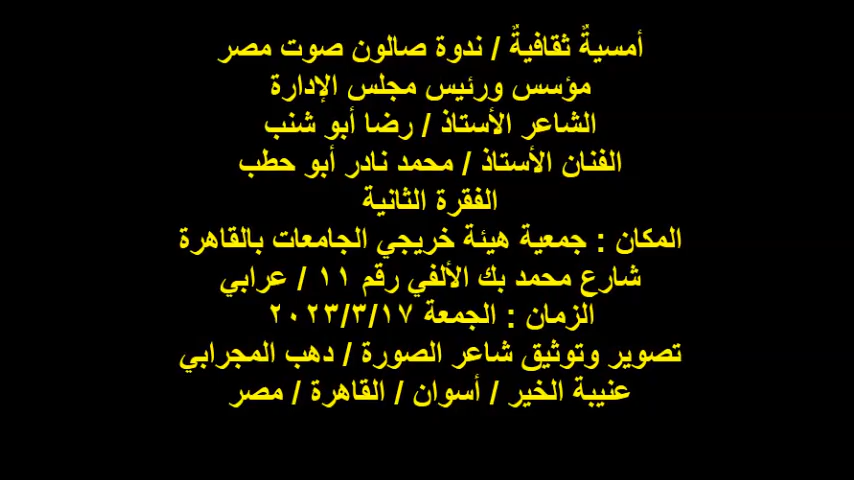 أمسيةٌ ثقافيةٌ / ندوة صالون صوت مصر
مؤسس ورئيس مجلس الإدارة
الشاعر الأستاذ / رضا أبو شنب
الفنان الأستاذ / محمد نادر أبو حطب
الفقرة الثانية
المكان : جمعية هيئة خريجي الجامعات بالقاهرة
شارع محمد بك الألفي رقم ١١ / عرابي
الزمان : الجمعة ٢٠٢٣/٣/١٧
تصوير وتوثيق شاعر الصورة / دهب المجرابي
عنيبة الخير / أسوان / القاهرة / مصر